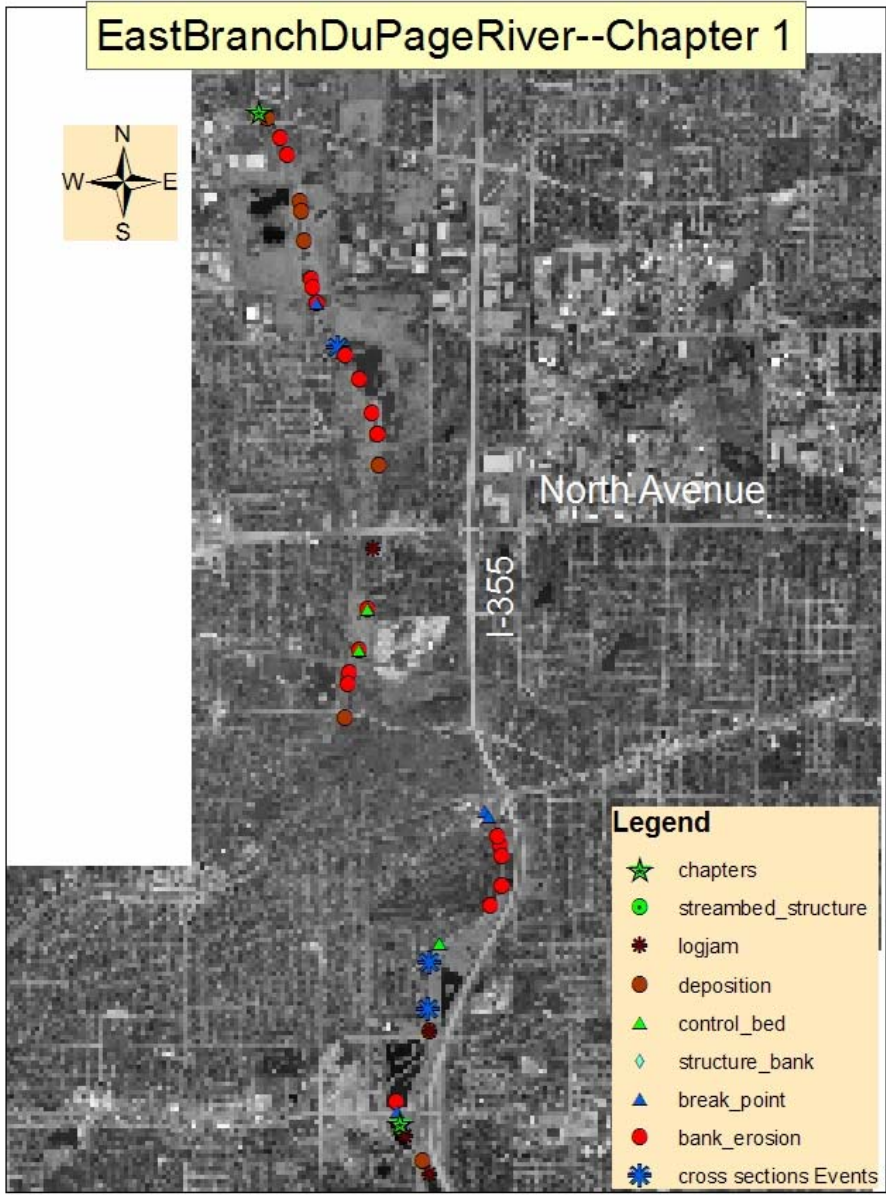 EastBranchDuPageRiver--Chapter 1
N
W E
S
North Avenue
I-355
Legend
chapters
streambed_structure
logjam
deposition
control_bed
structure_bank
break_point
bank_erosion
cross sections Events